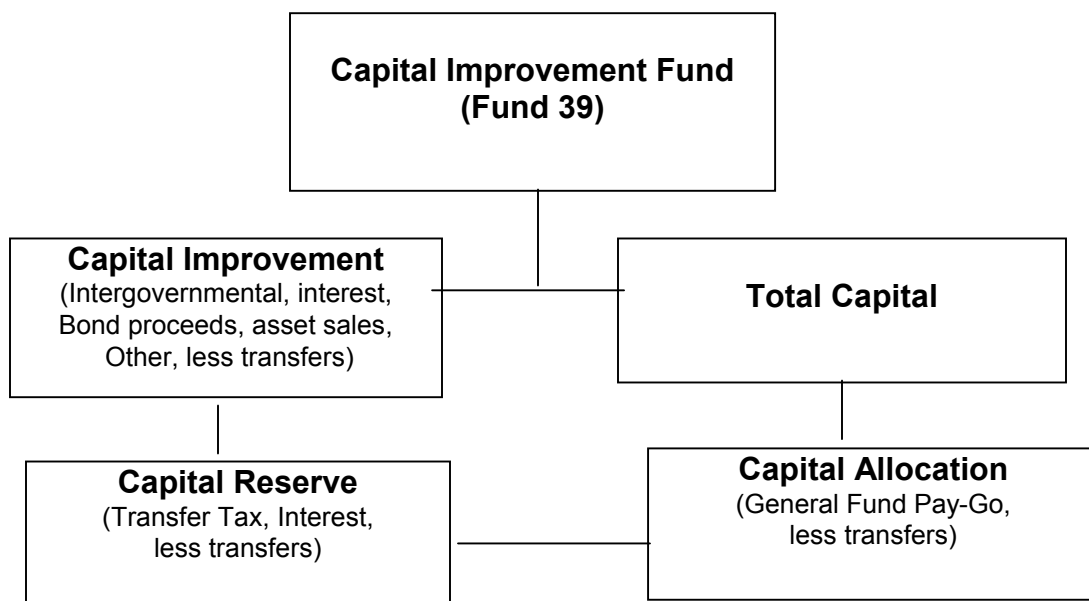 Capital Improvement Fund
(Fund 39)
Capital Improvement
(Intergovernmental, interest,
Bond proceeds, asset sales,
Other, less transfers)
Total Capital
Capital Reserve
(Transfer Tax, Interest,
less transfers)
Capital Allocation
(General Fund Pay-Go,
less transfers)